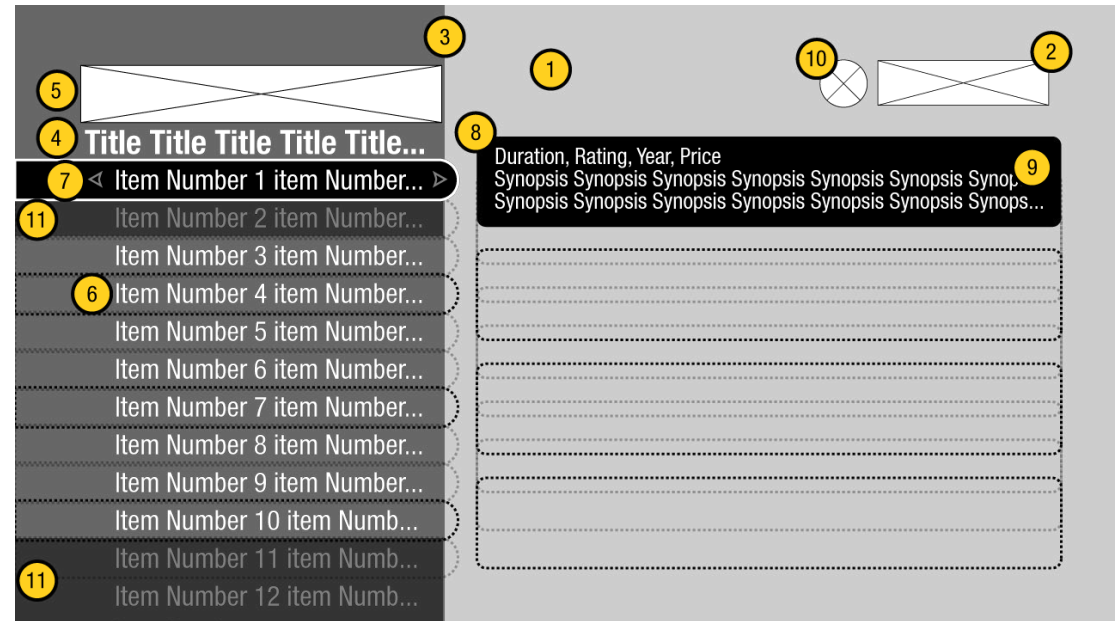 3
1
10
2
5
4
Title Title Title Title Title...
8
Duration, Rating, Year, Price
9
Synopsis Synopsis Synopsis Synopsis Synopsis Synopsis Synop
Synopsis Synopsis Synopsis Synopsis Synopsis Synopsis Synops...
7
Item Number 1 item Number...
11
Item Number 2 item Number...
Item Number 3 item Number...
6
Item Number 4 item Number...
Item Number 5 item Number...
Item Number 6 item Number...
Item Number 7 item Number...
Item Number 8 item Number...
Item Number 9 item Number...
Item Number 10 item Numb...
Item Number 11 item Numb...
11
Item Number 12 item Numb...